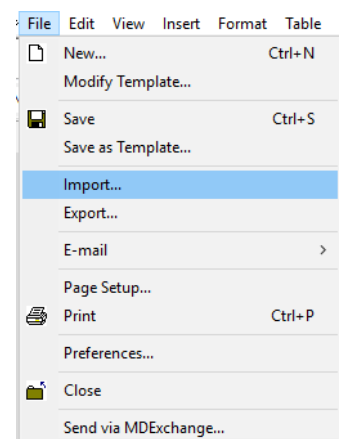 File Edit View Insert Format Table
New... Ctrl+N
Modify Template...
Save Ctrl+S
Save as Template...
Import...
Export...
E-mail >
Page Setup...
Print Ctrl+P
Preferences...
Close
Send via MDExchange...